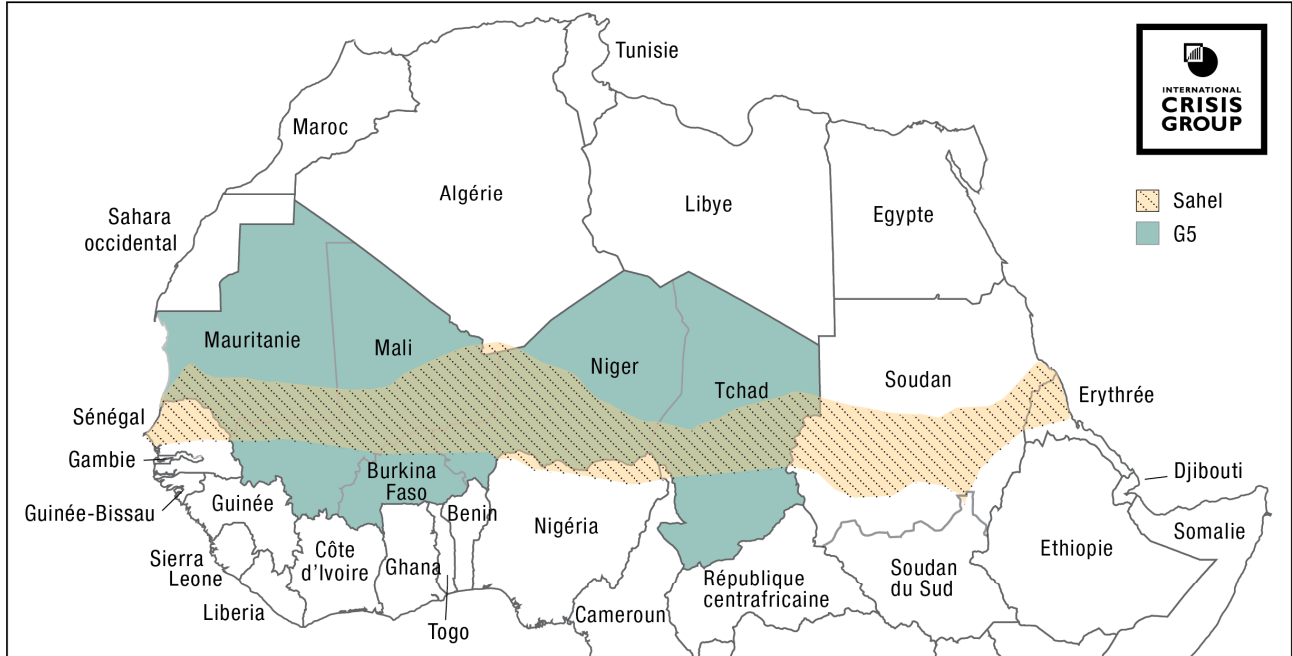 Tunisie
INTERNATIONAL
CRISIS
GROUP
Maroc
Algérie
Libye
Egypte
Sahel
G5
Sahara
occidental
Mauritanie
Mali
Niger
Tchad
Soudan
Erythrée
Sénégal
Gambie
Guinée-Bissau
Guinée
Burkina
Faso
Benin
Nigéria
Djibouti
Somalie
Ethiopie
Sierra
Leone
Liberia
Côte
d'Ivoire
Ghana
Togo
Cameroun
République
centrafricaine
Soudan
du Sud